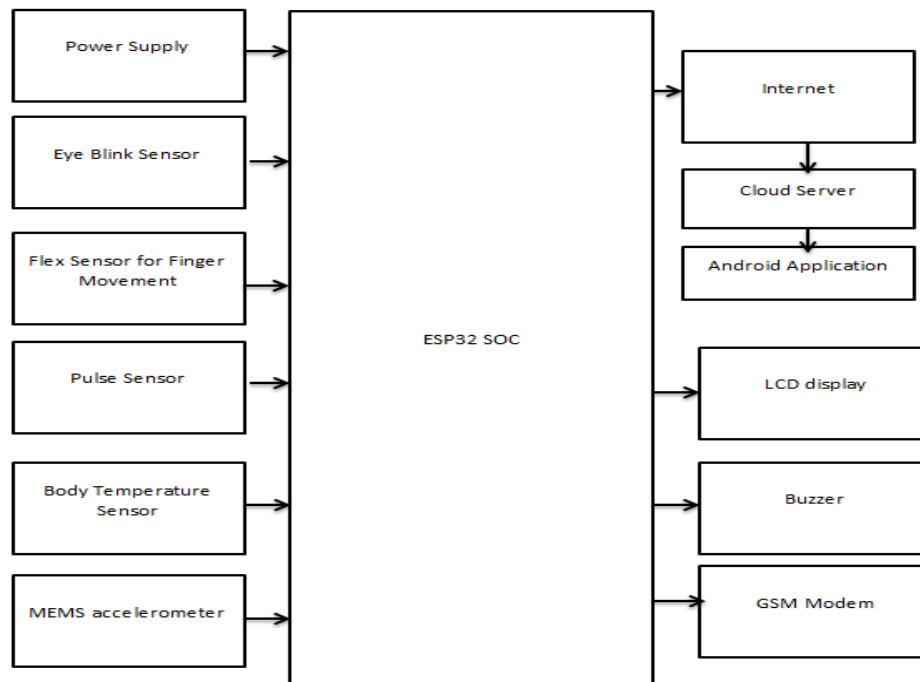 Power Supply
Eye Blink Sensor
Flex Sensor for Finger
Movement
Pulse Sensor
Body Temperature
Sensor
MEMS accelerometer
ESP32 SOC
Internet
Cloud Server
Android Application
LCD display
Buzzer
GSM Modem